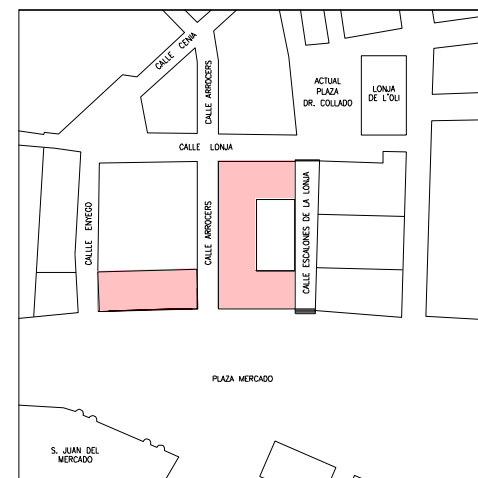 CALLE CENIA
CALLE ARROCERS
ACTUAL
PLAZA
DR. COLLADO
LONJA
DE L'OLI
CALLE LONJA
CALLLE ENYEGO
CALLE ARROCERS
CALLE ESCALONES DE LA LONJA
PLAZA MERCADO
S. JUAN DEL
MERCADO